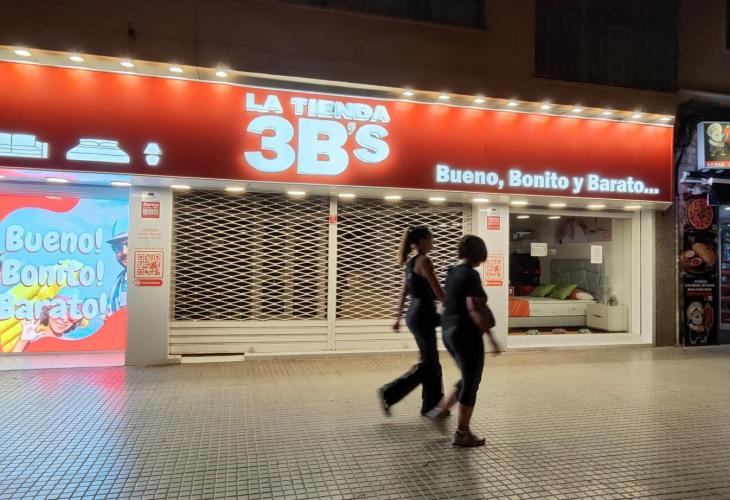 LA TIENDA
3B's
Bueno, Bonito y Barato...
Bueno!
Bonito!
Barato!